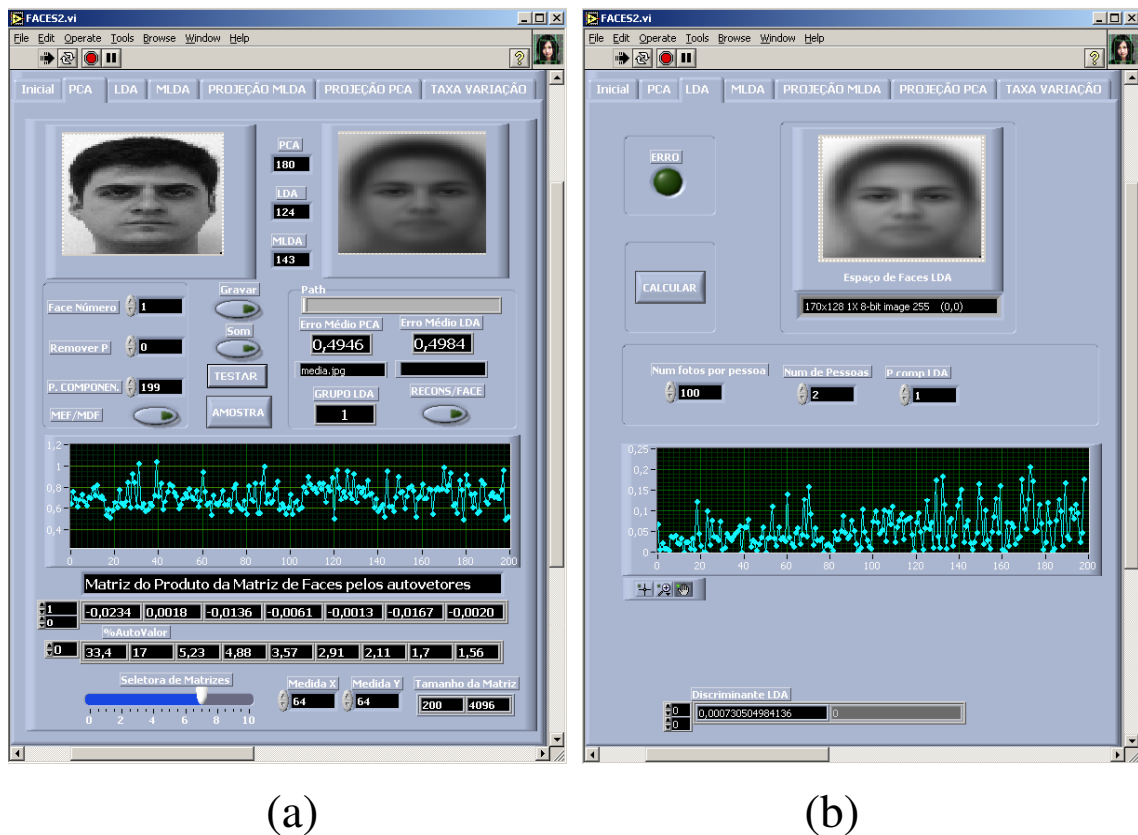 FACES2.vi
File Edit Operate Tools Browse Window Help
Inicial PCA LDA MLDA PROJEÇÃO MLDA PROJEÇÃO PCA TAXA VARIAÇÃO
PCA
180
LDA
124
MLDA
143
Face Número 1
Remover P 0
P. COMPONEN. 199
MEF/MDF
Gravar
Som
TESTAR
AMOSTRA
Path
Erro Médio PCA Erro Médio LDA
0,4946 0,4984
media.jpg
GRUPO LDA RECONS/FACE
1
1,2
1
0,8
0,6
0,4
0 20 40 60 80 100 120 140 160 180 200
Matriz do Produto da Matriz de Faces pelos autovetores
1
0
-0,0234 0,0018 -0,0136 -0,0061 -0,0013 -0,0167 -0,0020
%AutoValor
0 33,4 17 5,23 4,88 3,57 2,91 2,11 1,7 1,56
Seletora de Matrizes Medida X Medida Y Tamanho da Matriz
64 64 200 4096
0 2 4 6 8 10
(a)
FACES2.vi
File Edit Operate Tools Browse Window Help
Inicial PCA LDA MLDA PROJEÇÃO MLDA PROJEÇÃO PCA TAXA VARIAÇÃO
ERRO
CALCULAR
Espaço de Faces LDA
170x128 1X 8-bit image 255 (0,0)
Num fotos por pessoa Num de Pessoas P.comp LDA
100 2 1
0,25
0,2
0,15
0,1
0,05
0
0 20 40 60 80 100 120 140 160 180 200
Discriminante LDA
0
0
0,000730504984136 0
(b)